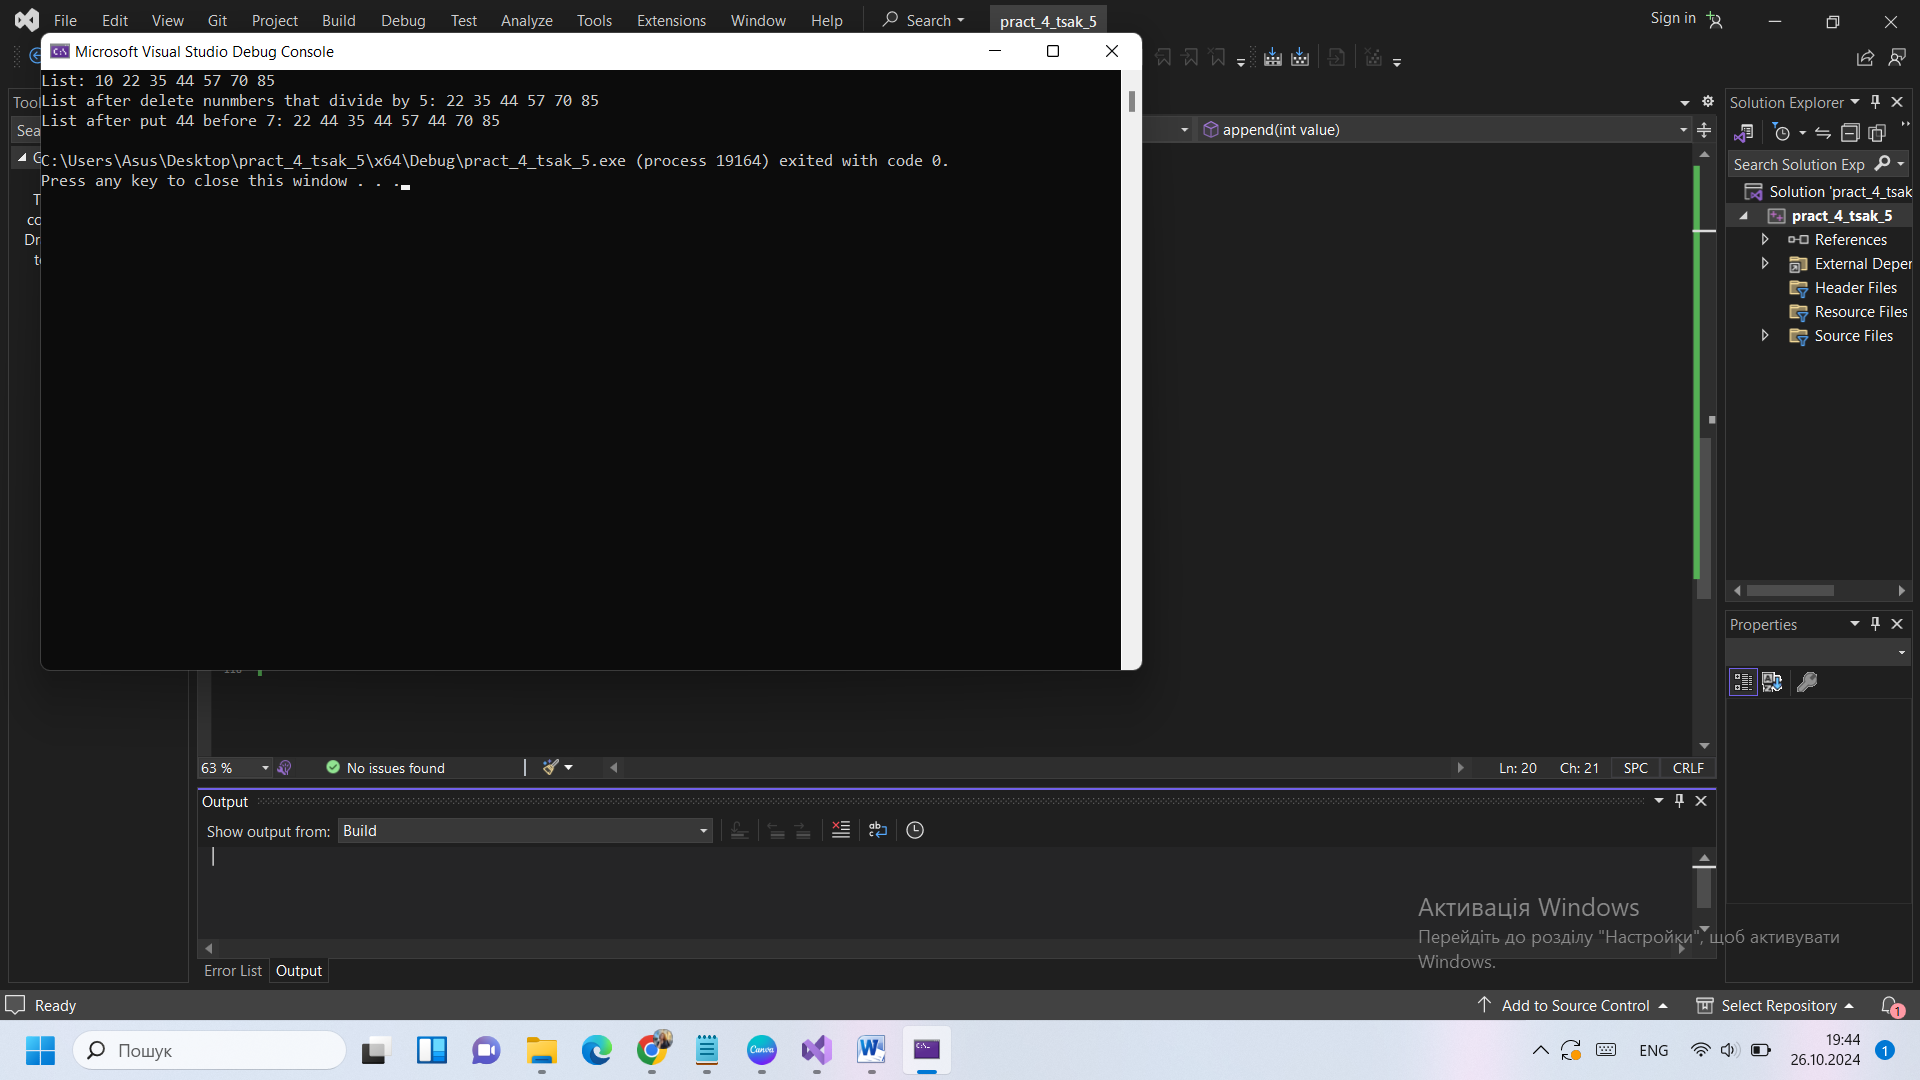 File Edit View Git Project Build Debug Test Analyze Tools Extensions Window Help Search pract_4_tsak_5 Sign in
Microsoft Visual Studio Debug Console
List: 10 22 35 44 57 70 85
List after delete nunmbers that divide by 5: 22 35 44 57 70 85
List after put 44 before 7: 22 44 35 44 57 44 70 85
C:\Users\Asus\Desktop\pract_4_tsak_5\x64\Debug\pract_4_tsak_5.exe (process 19164) exited with code 0.
Press any key to close this window . . .
append(int value)
Solution Explorer
Search Solution Exp
Solution 'pract_4_tsak
pract_4_tsak_5
References
External Deper
Header Files
Resource Files
Source Files
Properties
63 % No issues found Ln: 20 Ch: 21 SPC CRLF
Output
Show output from: Build
Активація Windows
Перейдіть до розділу "Настройки", щоб активувати
Windows.
Error List Output
Ready Add to Source Control Select Repository 1
Пошук
Canva
ENG
19:44
26.10.2024
1